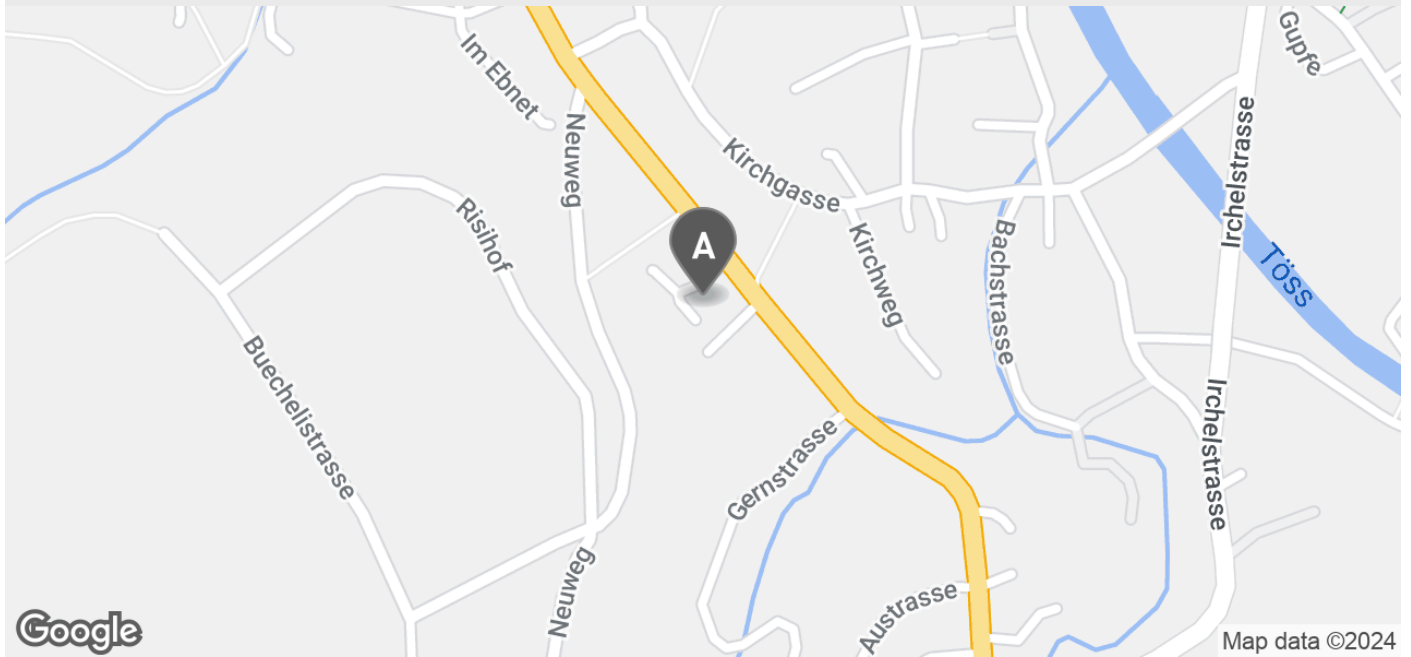 Gupfe
Im Ebnet
Irchelstrasse
Neuweg
Kirchgasse
Risihof
Kirchweg
Bachstrasse
Töss
A
Buechelistrasse
Irchelstrasse
Gernstrasse
Neuweg
Austrasse
Google
Map data ©2024